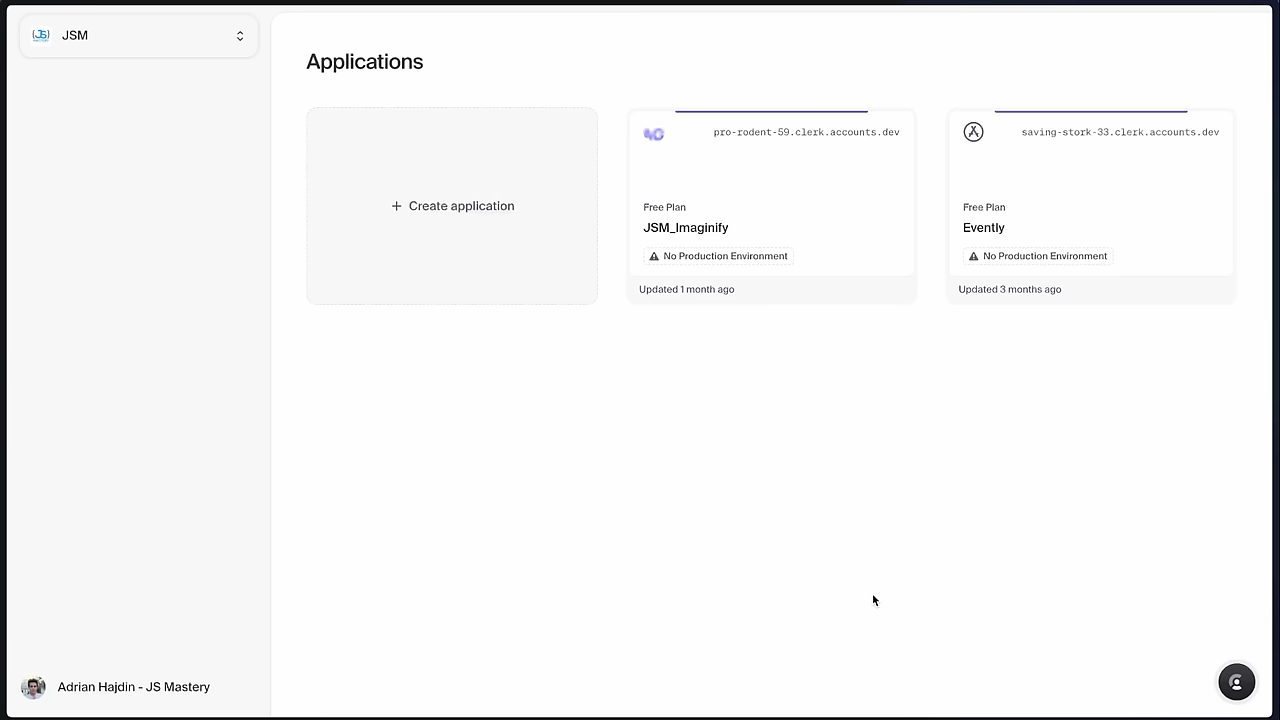 JS
JSM
Applications
+ Create application
pro-rodent-59.clerk.accounts.dev
Free Plan
JSM_Imaginify
No Production Environment
Updated 1 month ago
saving-stork-33.clerk.accounts.dev
Free Plan
Evently
No Production Environment
Updated 3 months ago
Adrian Hajdin - JS Mastery